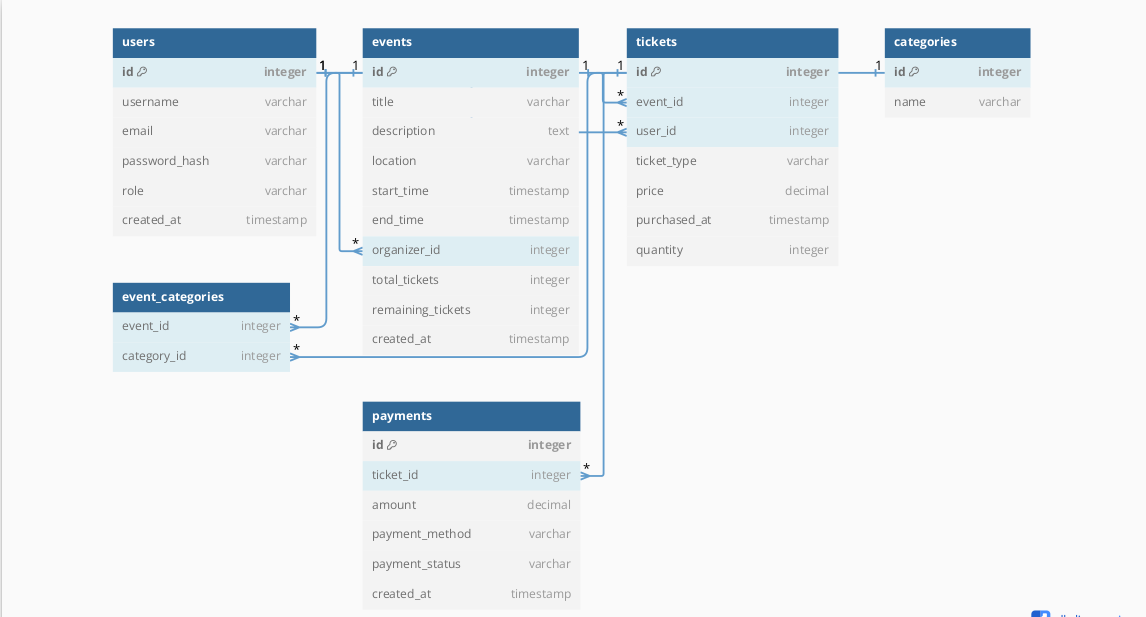 users
id integer
username varchar
email varchar
password_hash varchar
role varchar
created_at timestamp
events
id integer
title varchar
description text
location varchar
start_time timestamp
end_time timestamp
organizer_id integer
total_tickets integer
remaining_tickets integer
created_at timestamp
tickets
id integer
event_id integer
user_id integer
ticket_type varchar
price decimal
purchased_at timestamp
quantity integer
categories
id integer
name varchar
event_categories
event_id integer
category_id integer
payments
id integer
ticket_id integer
amount decimal
payment_method varchar
payment_status varchar
created_at timestamp
1 1 1 1 1
* *
*
*
*
*